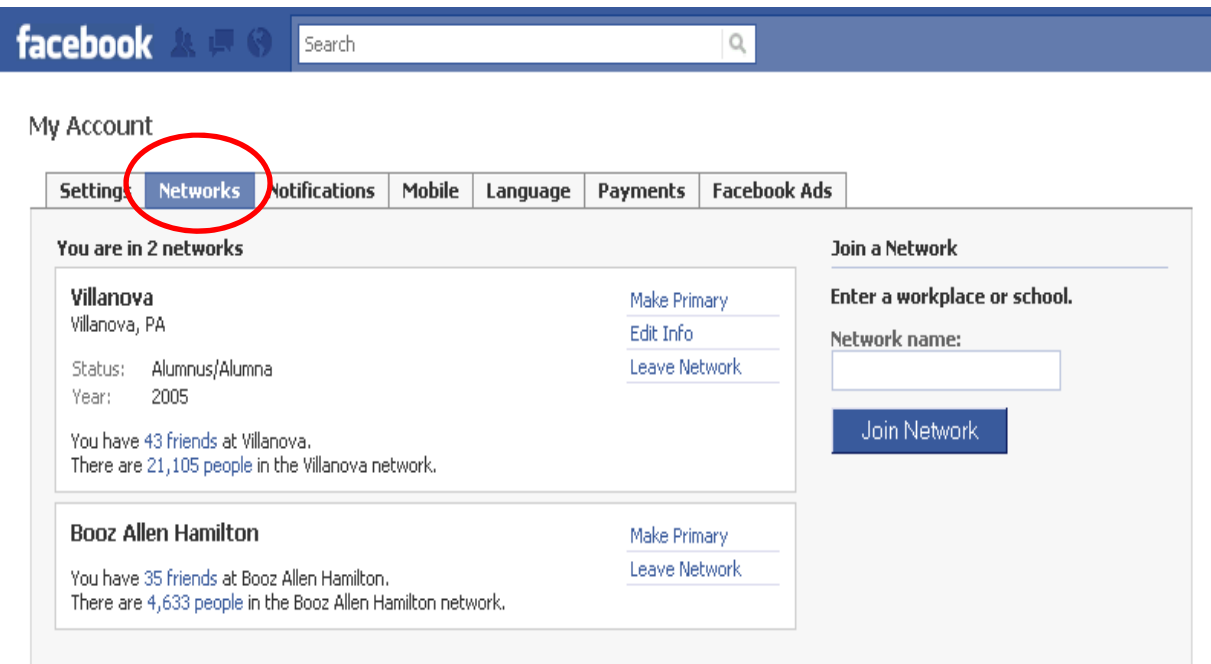 facebook
Search
My Account
Settings Networks Notifications Mobile Language Payments Facebook Ads
You are in 2 networks
Villanova
Villanova, PA
Status: Alumnus/Alumna
Year: 2005
You have 43 friends at Villanova.
There are 21,105 people in the Villanova network.
Make Primary
Edit Info
Leave Network
Booz Allen Hamilton
You have 35 friends at Booz Allen Hamilton.
There are 4,633 people in the Booz Allen Hamilton network.
Make Primary
Leave Network
Join a Network
Enter a workplace or school.
Network name:
Join Network